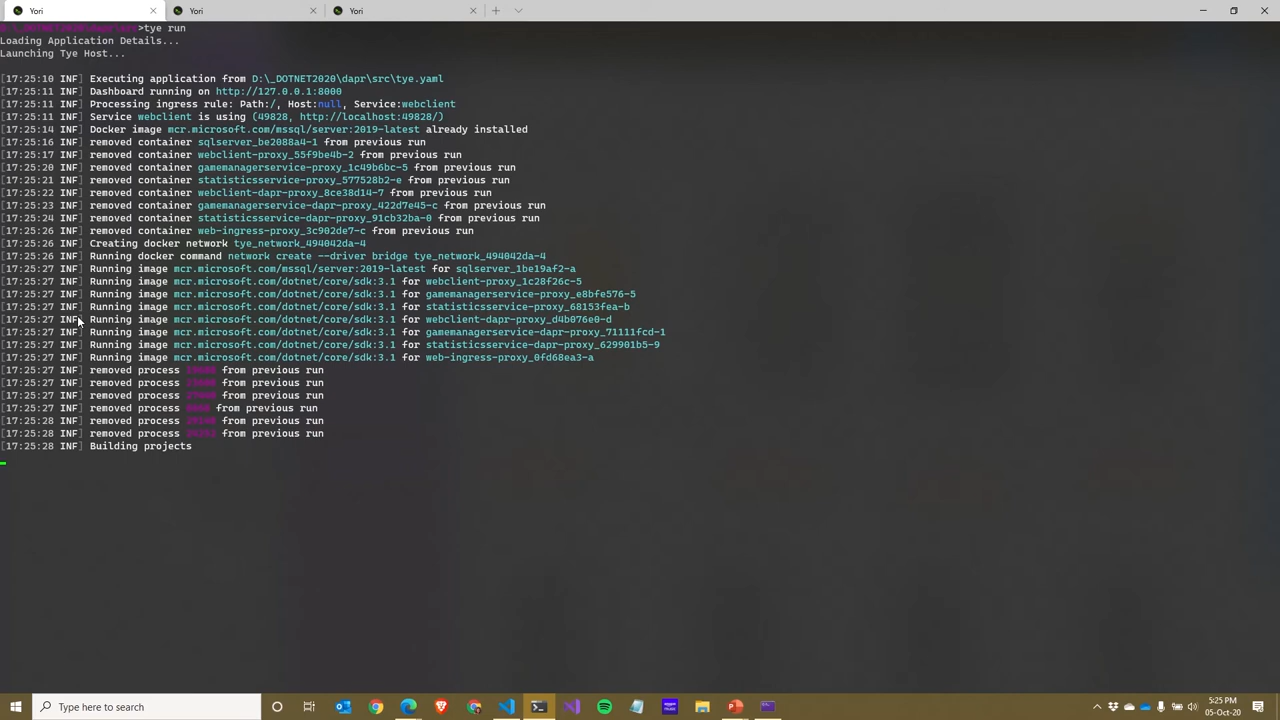 Yori
Yori
Yori
D:\_DOTNET2020\dapr\src>tye run
Loading Application Details...
Launching Tye Host...
[17:25:10 INF] Executing application from D:\_DOTNET2020\dapr\src\tye.yaml
[17:25:11 INF] Dashboard running on http://127.0.0.1:8000
[17:25:11 INF] Processing ingress rule: Path:/, Host:null, Service:webclient
[17:25:11 INF] Service webclient is using (49828, http://localhost:49828/)
[17:25:14 INF] Docker image mcr.microsoft.com/mssql/server:2019-latest already installed
[17:25:16 INF] removed container sqlserver_be2088a4-1 from previous run
[17:25:17 INF] removed container webclient-proxy_55f9be4b-2 from previous run
[17:25:20 INF] removed container gamemanagerservice-proxy_1c49b6bc-5 from previous run
[17:25:21 INF] removed container statisticsservice-proxy_577528b2-e from previous run
[17:25:22 INF] removed container webclient-dapr-proxy_8ce38d14-7 from previous run
[17:25:23 INF] removed container gamemanagerservice-dapr-proxy_422d7e45-c from previous run
[17:25:24 INF] removed container statisticsservice-dapr-proxy_91cb32ba-0 from previous run
[17:25:26 INF] removed container web-ingress-proxy_3c902de7-c from previous run
[17:25:26 INF] Creating docker network tye_network_494042da-4
[17:25:26 INF] Running docker command network create --driver bridge tye_network_494042da-4
[17:25:27 INF] Running image mcr.microsoft.com/mssql/server:2019-latest for sqlserver_1be19af2-a
[17:25:27 INF] Running image mcr.microsoft.com/dotnet/core/sdk:3.1 for webclient-proxy_1c28f26c-5
[17:25:27 INF] Running image mcr.microsoft.com/dotnet/core/sdk:3.1 for gamemanagerservice-proxy_e8bfe576-5
[17:25:27 INF] Running image mcr.microsoft.com/dotnet/core/sdk:3.1 for statisticsservice-proxy_68153fea-b
[17:25:27 INF] Running image mcr.microsoft.com/dotnet/core/sdk:3.1 for webclient-dapr-proxy_d4b076e0-d
[17:25:27 INF] Running image mcr.microsoft.com/dotnet/core/sdk:3.1 for gamemanagerservice-dapr-proxy_71111fcd-1
[17:25:27 INF] Running image mcr.microsoft.com/dotnet/core/sdk:3.1 for statisticsservice-dapr-proxy_629901b5-9
[17:25:27 INF] Running image mcr.microsoft.com/dotnet/core/sdk:3.1 for web-ingress-proxy_0fd68ea3-a
[17:25:27 INF] removed process from previous run
[17:25:27 INF] removed process from previous run
[17:25:27 INF] removed process from previous run
[17:25:27 INF] removed process from previous run
[17:25:28 INF] removed process from previous run
[17:25:28 INF] removed process from previous run
[17:25:28 INF] Building projects
Type here to search
5:25 PM
05-Oct-20